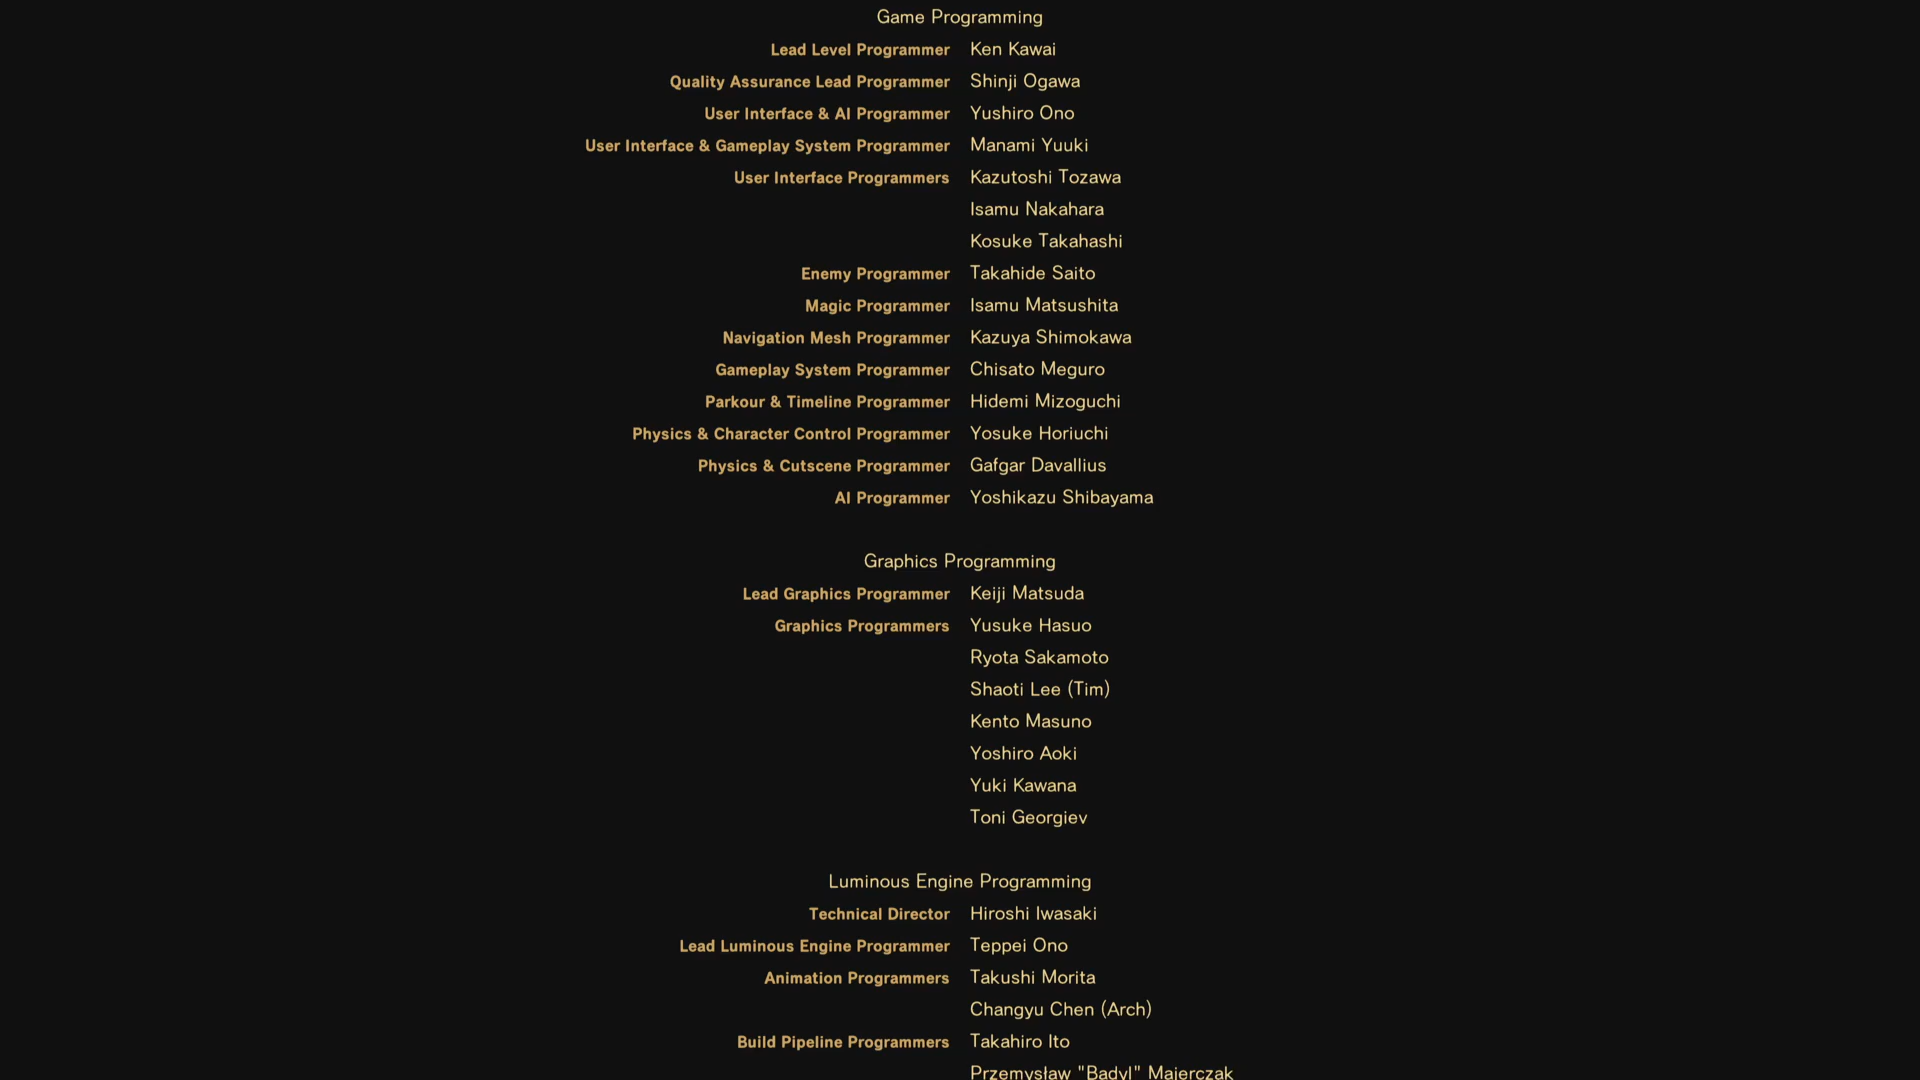 Game Programming
Lead Level Programmer Ken Kawai
Quality Assurance Lead Programmer Shinji Ogawa
User Interface & AI Programmer Yushiro Ono
User Interface & Gameplay System Programmer Manami Yuuki
User Interface Programmers Kazutoshi Tozawa
Isamu Nakahara
Kosuke Takahashi
Enemy Programmer Takahide Saito
Magic Programmer Isamu Matsushita
Navigation Mesh Programmer Kazuya Shimokawa
Gameplay System Programmer Chisato Meguro
Parkour & Timeline Programmer Hidemi Mizoguchi
Physics & Character Control Programmer Yosuke Horiuchi
Physics & Cutscene Programmer Gafgar Davallius
AI Programmer Yoshikazu Shibayama
Graphics Programming
Lead Graphics Programmer Keiji Matsuda
Graphics Programmers Yusuke Hasuo
Ryota Sakamoto
Shaoti Lee (Tim)
Kento Masuno
Yoshiro Aoki
Yuki Kawana
Toni Georgiev
Luminous Engine Programming
Technical Director Hiroshi Iwasaki
Lead Luminous Engine Programmer Teppei Ono
Animation Programmers Takushi Morita
Changyu Chen (Arch)
Build Pipeline Programmers Takahiro Ito
Przemysław "Badyl" Majerczak